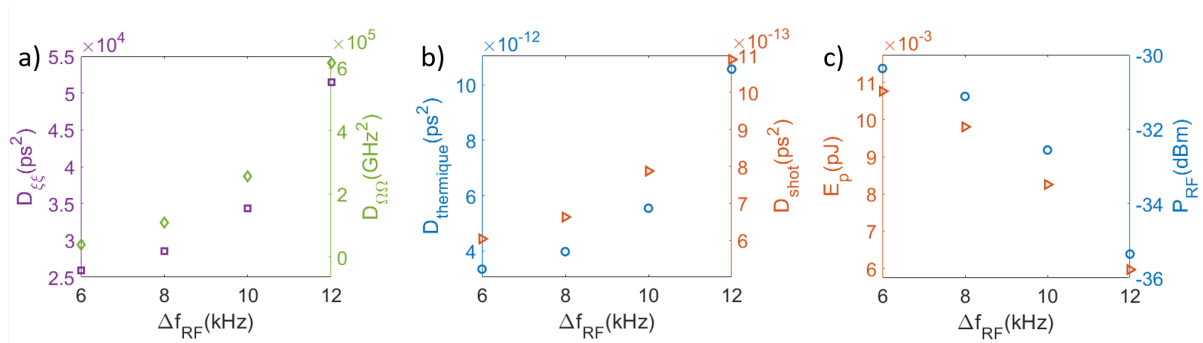 a)
×10⁴
×10⁵
5.5
5
4.5
4
3.5
3
2.5
D_ξξ(ps²)
6
4
2
0
D_ΩΩ(GHz²)
6 8 10 12
Δf_RF(kHz)
b)
×10⁻¹²
×10⁻¹³
10
8
6
4
D_thermique(ps²)
11
10
9
8
7
6
D_shot(ps²)
6 8 10 12
Δf_RF(kHz)
c)
×10⁻³
11
10
9
8
7
6
E_p(pJ)
-30
-32
-34
-36
P_RF(dBm)
6 8 10 12
Δf_RF(kHz)